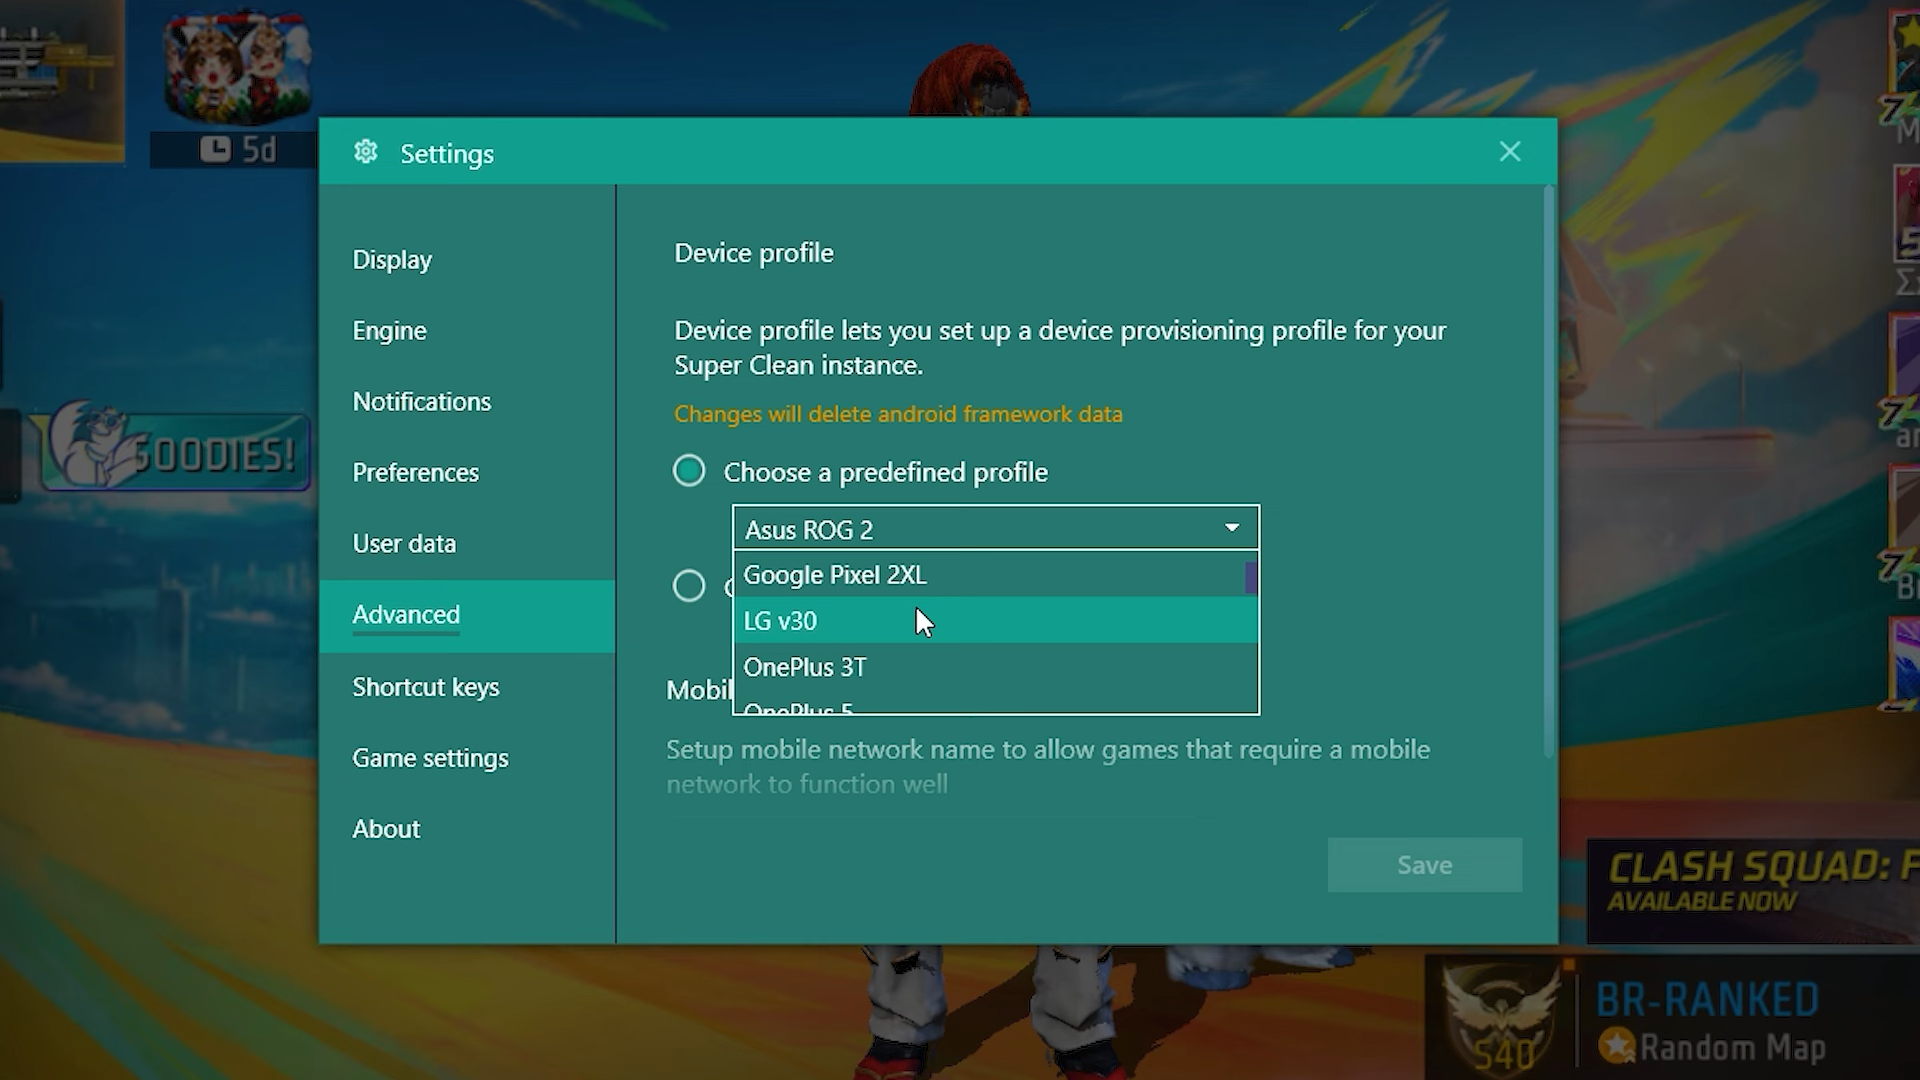 5d
Settings
Display
Engine
Notifications
Preferences
User data
Advanced
Shortcut keys
Game settings
About
Device profile
Device profile lets you set up a device provisioning profile for your
Super Clean instance.
Changes will delete android framework data
Choose a predefined profile
Asus ROG 2
Google Pixel 2XL
LG v30
OnePlus 3T
OnePlus 5
Mobil
Setup mobile network name to allow games that require a mobile
network to function well
Save
GOODIES!
CLASH SQUAD: F
AVAILABLE NOW
BR-RANKED
Random Map
S40